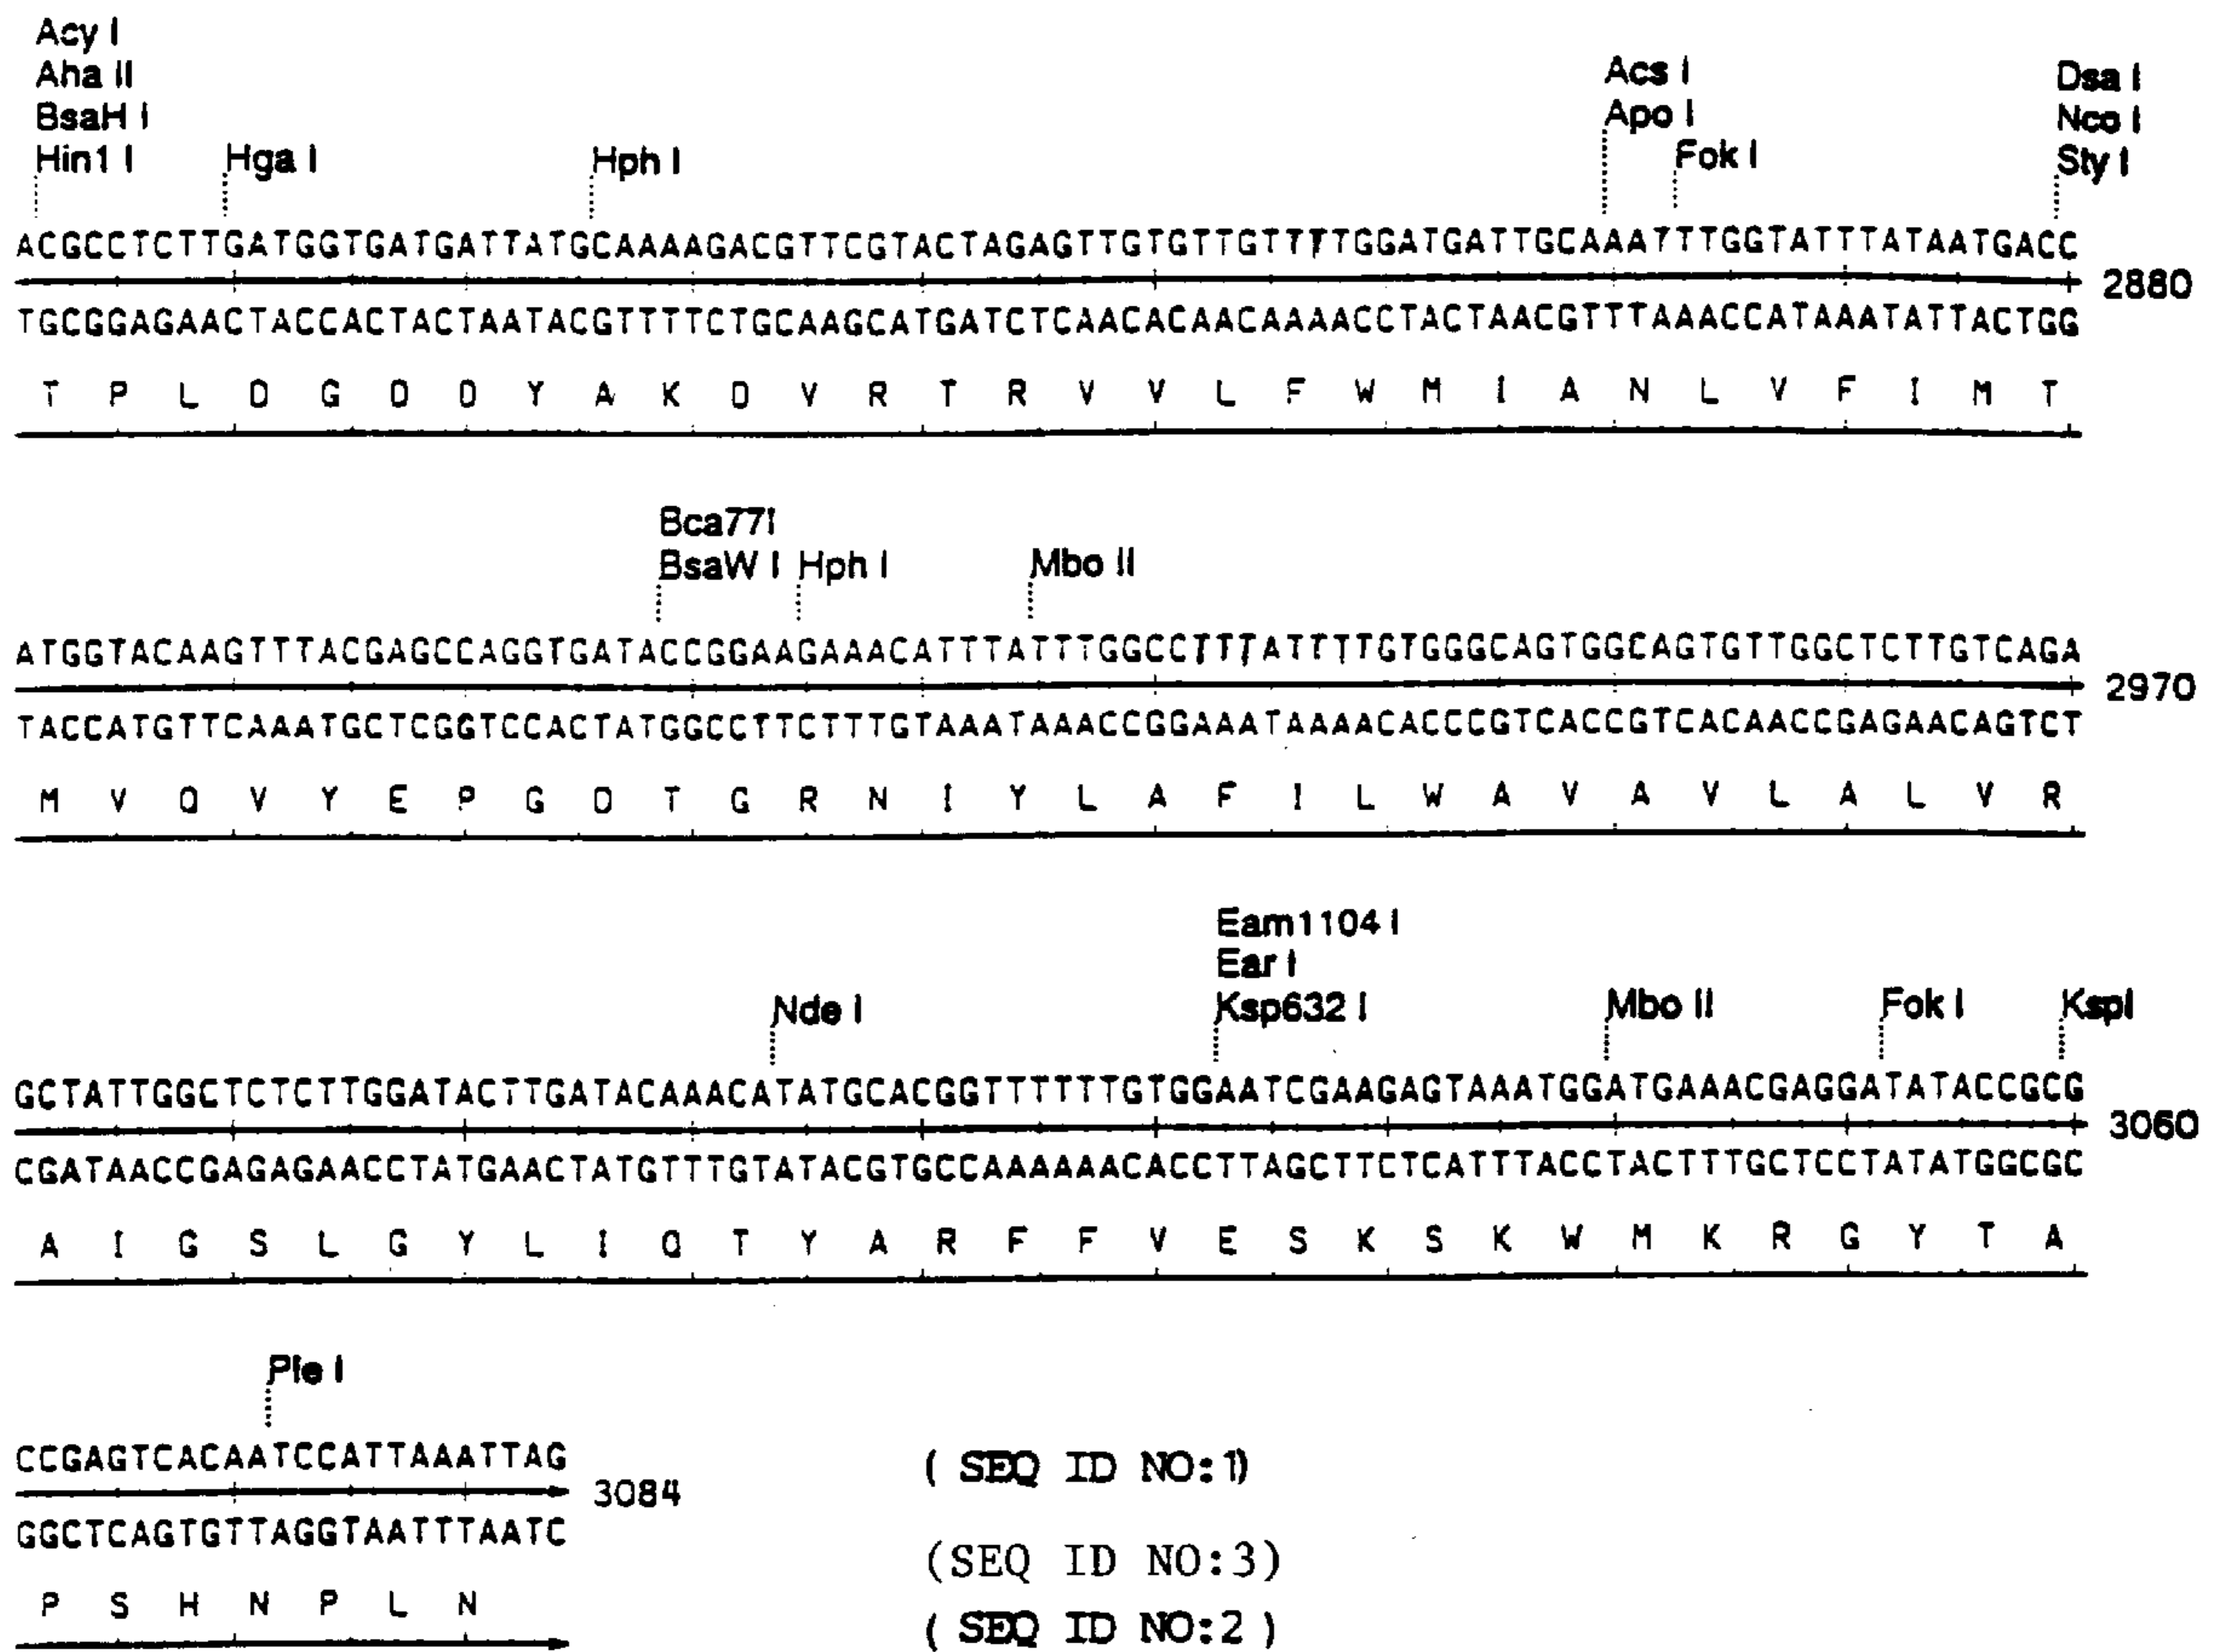 Acy I
Aha II
BsaH I
Hin1 I
Hga I
Hph I
Acs I
Apo I
Fok I
Dsa I
Nco I
Sty I
ACGCCTCTTGATGGTGATGATTATGCAAAAGACGTTCGTACTAGAGTTGTGTTGTTTTGGATGATTGCAAATTTGGTATTTATAATGACC
2880
TGCGGAGAACTACCACTACTAATACGTTTTCTGCAAGCATGATCTCAACACAACAAAACCTACTAACGTTTAAACCATAAATATTACTGG
T P L D G D D Y A K D V R T R V V L F W M I A N L V F I M T
Bca77I
BsaW I
Hph I
Mbo II
ATGGTACAAGTTTACGAGCCAGGTGATACCGGAAGAAACATTTATTTGGCCTTTATTTTGTGGGCAGTGGCAGTGTTGGCTCTTGTCAGA
2970
TACCATGTTCAAATGCTCGGTCCACTATGGCCTTCTTTGTAAATAAACCGGAAATAAAACACCCGTCACCGTCACAACCGAGAACAGTCT
M V Q V Y E P G D T G R N I Y L A F I L W A V A V L A L V R
Nde I
Eam1104 I
Ear I
Ksp632 I
Mbo II
Fok I
KspI
GCTATTGGCTCTCTTGGATACTTGATACAAACATATGCACGGTTTTTTGTGGAATCGAAGAGTAAATGGATGAAACGAGGATATACCGCG
3060
CGATAACCGAGAGAACCTATGAACTATGTTTGTATACGTGCCAAAAAACACCTTAGCTTCTCATTTACCTACTTTGCTCCTATATGGCGC
A I G S L G Y L I Q T Y A R F F V E S K S K W M K R G Y T A
Ple I
CCGAGTCACAATCCATTAAATTAG
3084
GGCTCAGTGTTAGGTAATTTAATC
P S H N P L N
( SEQ ID NO:1)
(SEQ ID NO:3)
( SEQ ID NO:2 )